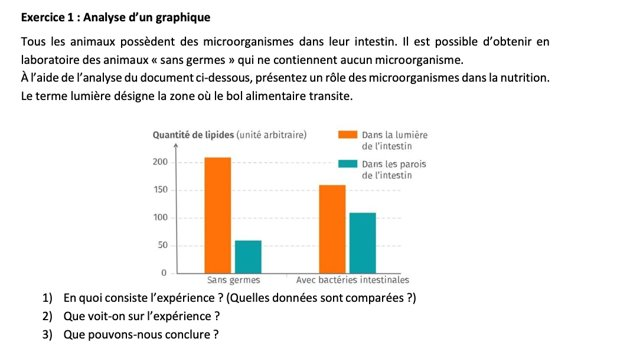 Exercice 1 : Analyse d’un graphique
Tous les animaux possèdent des microorganismes dans leur intestin. Il est possible d’obtenir en
laboratoire des animaux « sans germes » qui ne contiennent aucun microorganisme.
À l’aide de l’analyse du document ci-dessous, présentez un rôle des microorganismes dans la nutrition.
Le terme lumière désigne la zone où le bol alimentaire transite.
Quantité de lipides (unité arbitraire)
Dans la lumière
de l’intestin
Dans les parois
de l’intestin
200
150
100
50
0
Sans germes
Avec bactéries intestinales
1) En quoi consiste l’expérience ? (Quelles données sont comparées ?)
2) Que voit-on sur l’expérience ?
3) Que pouvons-nous conclure ?